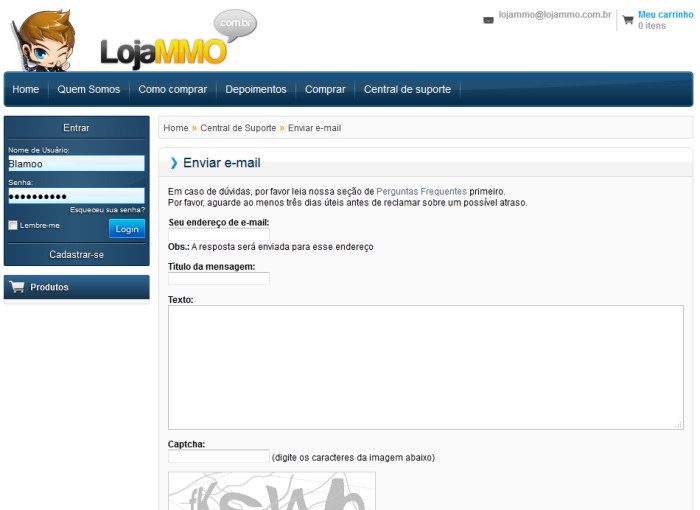 LojaMMO
.com.br
lojammo@lojammo.com.br
Meu carrinho
0 itens
Home
Quem Somos
Como comprar
Depoimentos
Comprar
Central de suporte
Entrar
Nome de Usuário:
Blamoo
Senha:
Esqueceu sua senha?
Lembre-me
Login
Cadastrar-se
Produtos
Home » Central de Suporte » Enviar e-mail
Enviar e-mail
Em caso de dúvidas, por favor leia nossa seção de Perguntas Frequentes primeiro.
Por favor, aguarde ao menos três dias úteis antes de reclamar sobre um possível atraso.
Seu endereço de e-mail:
Obs.: A resposta será enviada para esse endereço
Título da mensagem:
Texto:
Captcha:
(digite os caracteres da imagem abaixo)